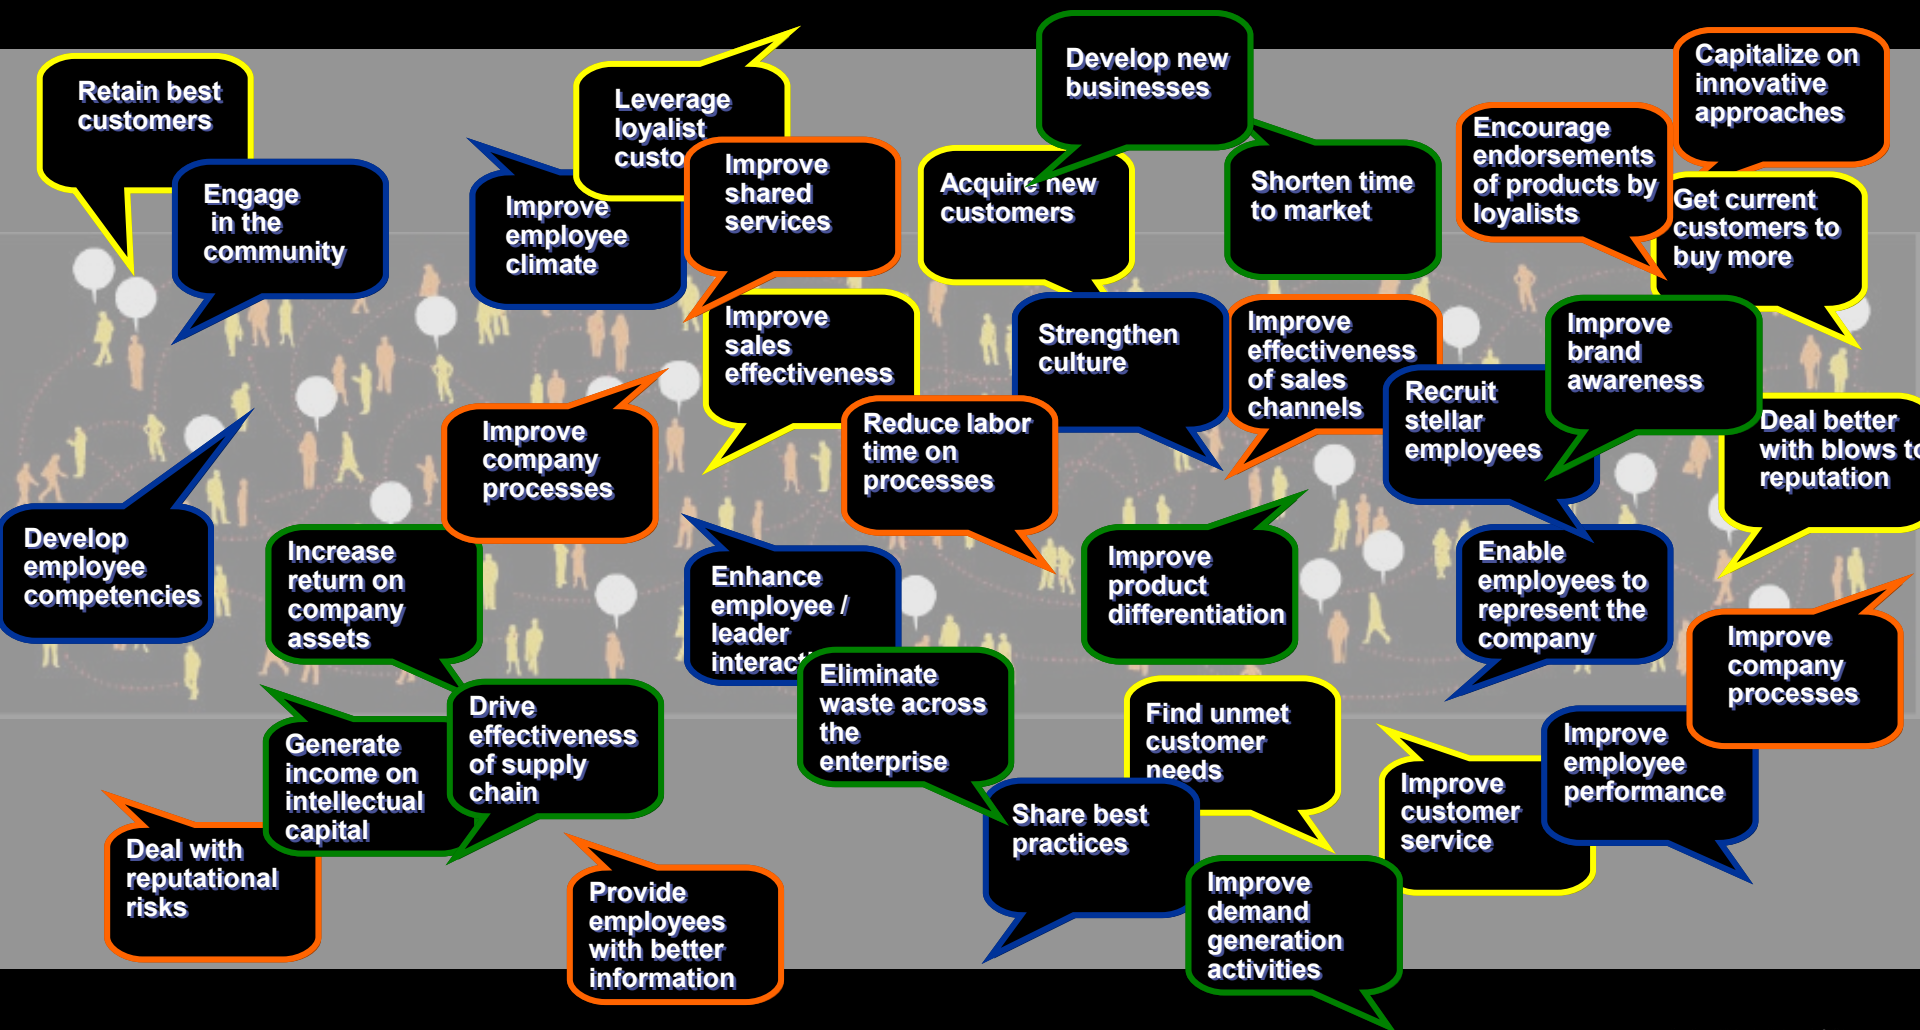 Retain best
customers
Engage
in the
community
Leverage
loyalist
Improve
employee
climate
Improve
shared
services
Develop new
businesses
Acquire new
customers
Shorten time
to market
Capitalize on
innovative
approaches
Encourage
endorsements
of products by
loyalists
Get current
customers to
buy more
Improve
sales
effectiveness
Strengthen
culture
Improve
effectiveness
of sales
channels
Recruit
stellar
employees
Improve
brand
awareness
Deal better
with blows to
reputation
Improve
company
processes
Reduce labor
time on
processes
Develop
employee
competencies
Increase
return on
company
assets
Enhance
employee /
leader
Improve
product
differentiation
Enable
employees to
represent the
company
Improve
company
processes
Eliminate
waste across
the
enterprise
Drive
effectiveness
of supply
chain
Generate
income on
intellectual
capital
Find unmet
customer
needs
Improve
customer
service
Improve
employee
performance
Deal with
reputational
risks
Provide
employees
with better
information
Share best
practices
Improve
demand
generation
activities